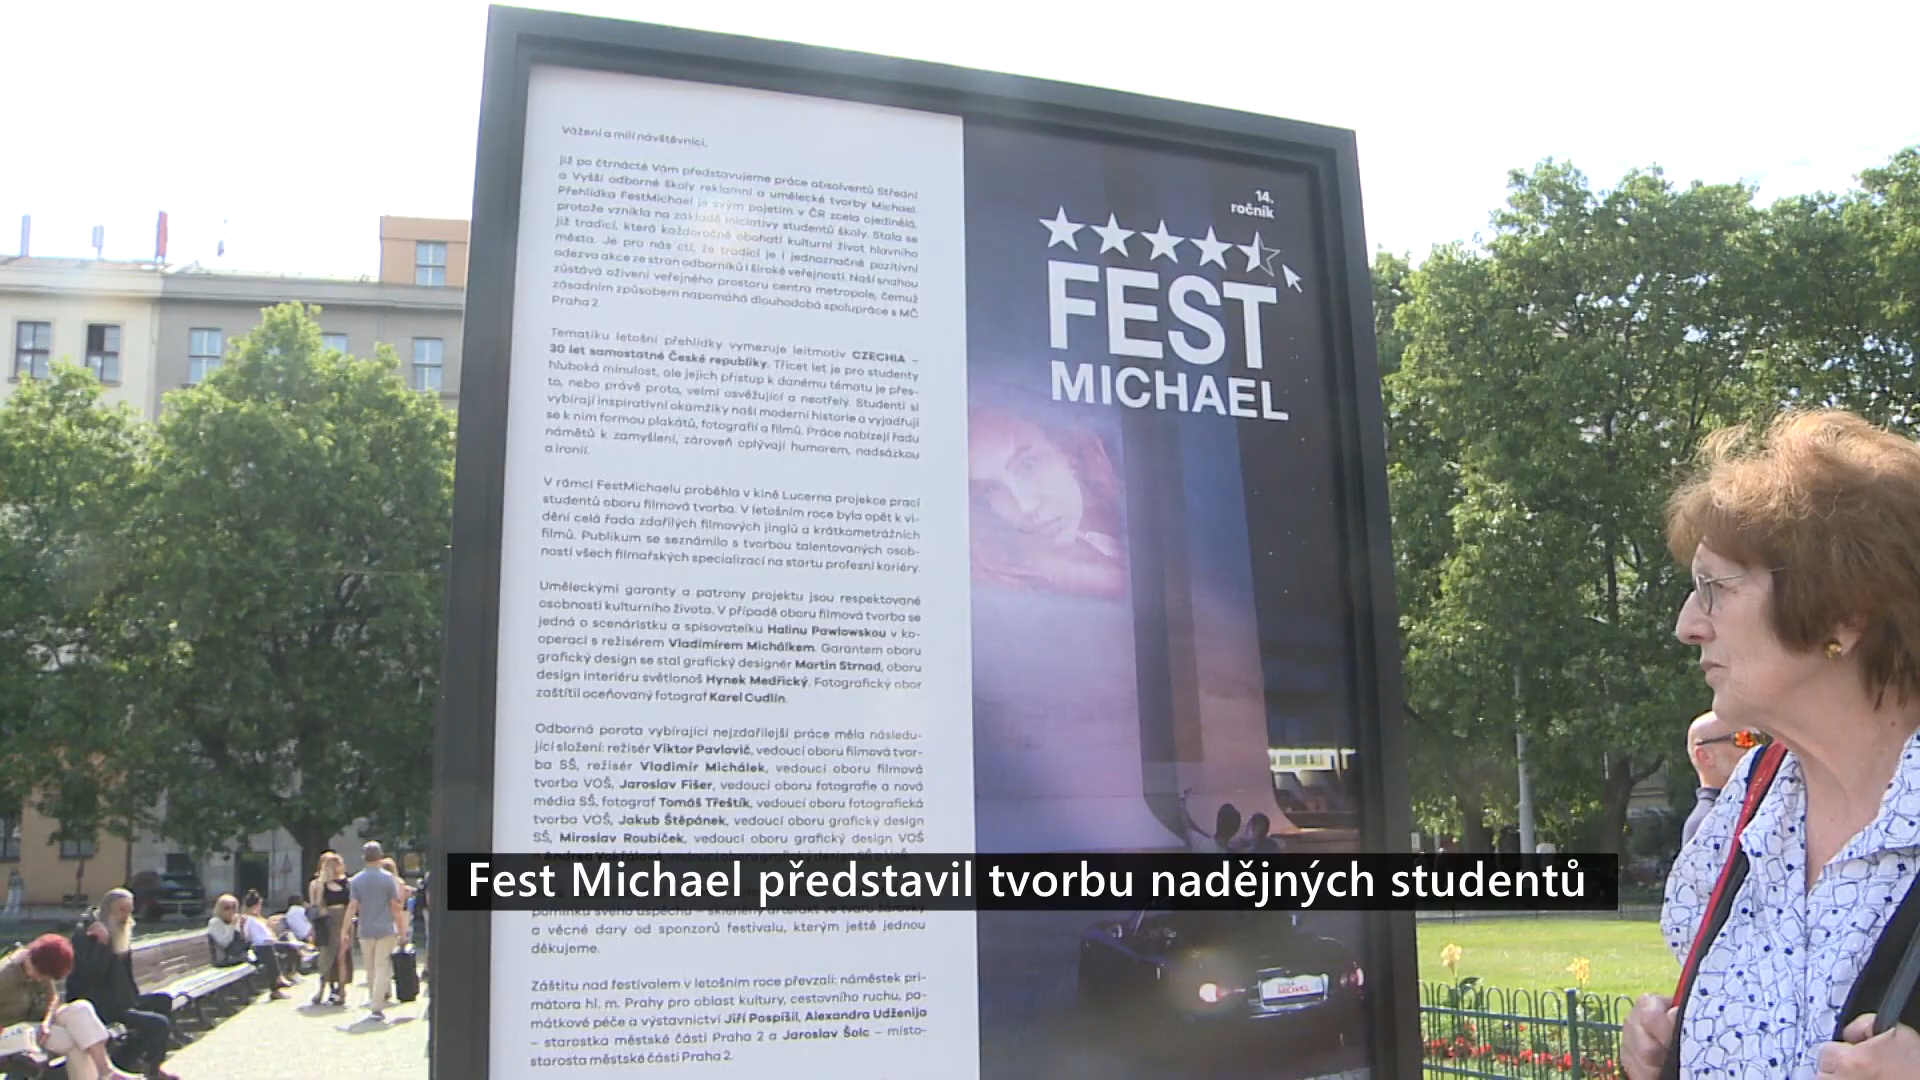 Vážení a milí návštěvníci,
již po čtrnácté Vám představujeme práce absolventů Střední
a Vyšší odborné školy reklamní a umělecké tvorby Michael.
Přehlídka FestMichael je svým pojetím v ČR zcela ojedinělá,
protože vznikla na základě iniciativy studentů školy. Stala se
již tradicí, která každoročně obohatí kulturní život hlavního
města. Je pro nás ctí, že tradicí je i jednoznačně pozitivní
odezva akce ze stran odborníků i široké veřejnosti. Naší snahou
zůstává oživení veřejného prostoru centra metropole, čemuž
zásadním způsobem napomáhá dlouhodobá spolupráce s MČ
Praha 2.
Tematiku letošní přehlídky vymezuje leitmotiv CZECHIA –
30 let samostatné České republiky. Třicet let je pro studenty
hluboká minulost, ale jejich přístup k danému tématu je přes-
to, nebo právě proto, velmi osvěžující a neotřelý. Studenti si
vybírají inspirativní okamžiky naší moderní historie a vyjadřují
se k nim formou plakátů, fotografií a filmů. Práce nabízejí řadu
námětů k zamyšlení, zároveň oplývají humorem, nadsázkou
a ironií.
V rámci FestMichaelu proběhla v kině Lucerna projekce prací
studentů oboru filmová tvorba. V letošním roce byla opět k vi-
dění celá řada zdařilých filmových jinglů a krátkometrážních
filmů. Publikum se seznámilo s tvorbou talentovaných osob-
ností všech filmařských specializací na startu profesní kariéry.
Uměleckými garanty a patrony projektu jsou respektované
osobnosti kulturního života. V případě oboru filmová tvorba se
jedná o scenáristku a spisovatelku Halinu Pawlowskou v ko-
operaci s režisérem Vladimírem Michálkem. Garantem oboru
grafický design se stal grafický designér Martin Strnad, oboru
design interiéru světlonoš Hynek Medřický. Fotografický obor
zaštítil oceňovaný fotograf Karel Cudlín.
Odborná porota vybírající nejzdařilejší práce měla následu-
jící složení: režisér Viktor Pavlovič, vedoucí oboru filmová tvor-
ba SŠ, režisér Vladimír Michálek, vedoucí oboru filmová
tvorba VOŠ, Jaroslav Fišer, vedoucí oboru fotografie a nová
média SŠ, fotograf Tomáš Třeštík, vedoucí oboru fotografická
tvorba VOŠ, Jakub Štěpánek, vedoucí oboru grafický design
SŠ, Miroslav Roubíček, vedoucí oboru grafický design VOŠ
a věcné dary od sponzorů festivalu, kterým ještě jednou
děkujeme.
Záštitu nad festivalem v letošním roce převzali: náměstek pri-
mátora hl. m. Prahy pro oblast kultury, cestovního ruchu, pa-
mátkové péče a výstavnictví Jiří Pospíšil, Alexandra Udženija
– starostka městské části Praha 2 a Jaroslav Šolc – místo-
starosta městské části Praha 2.
14.
ročník
FEST
MICHAEL
Fest Michael představil tvorbu nadějných studentů